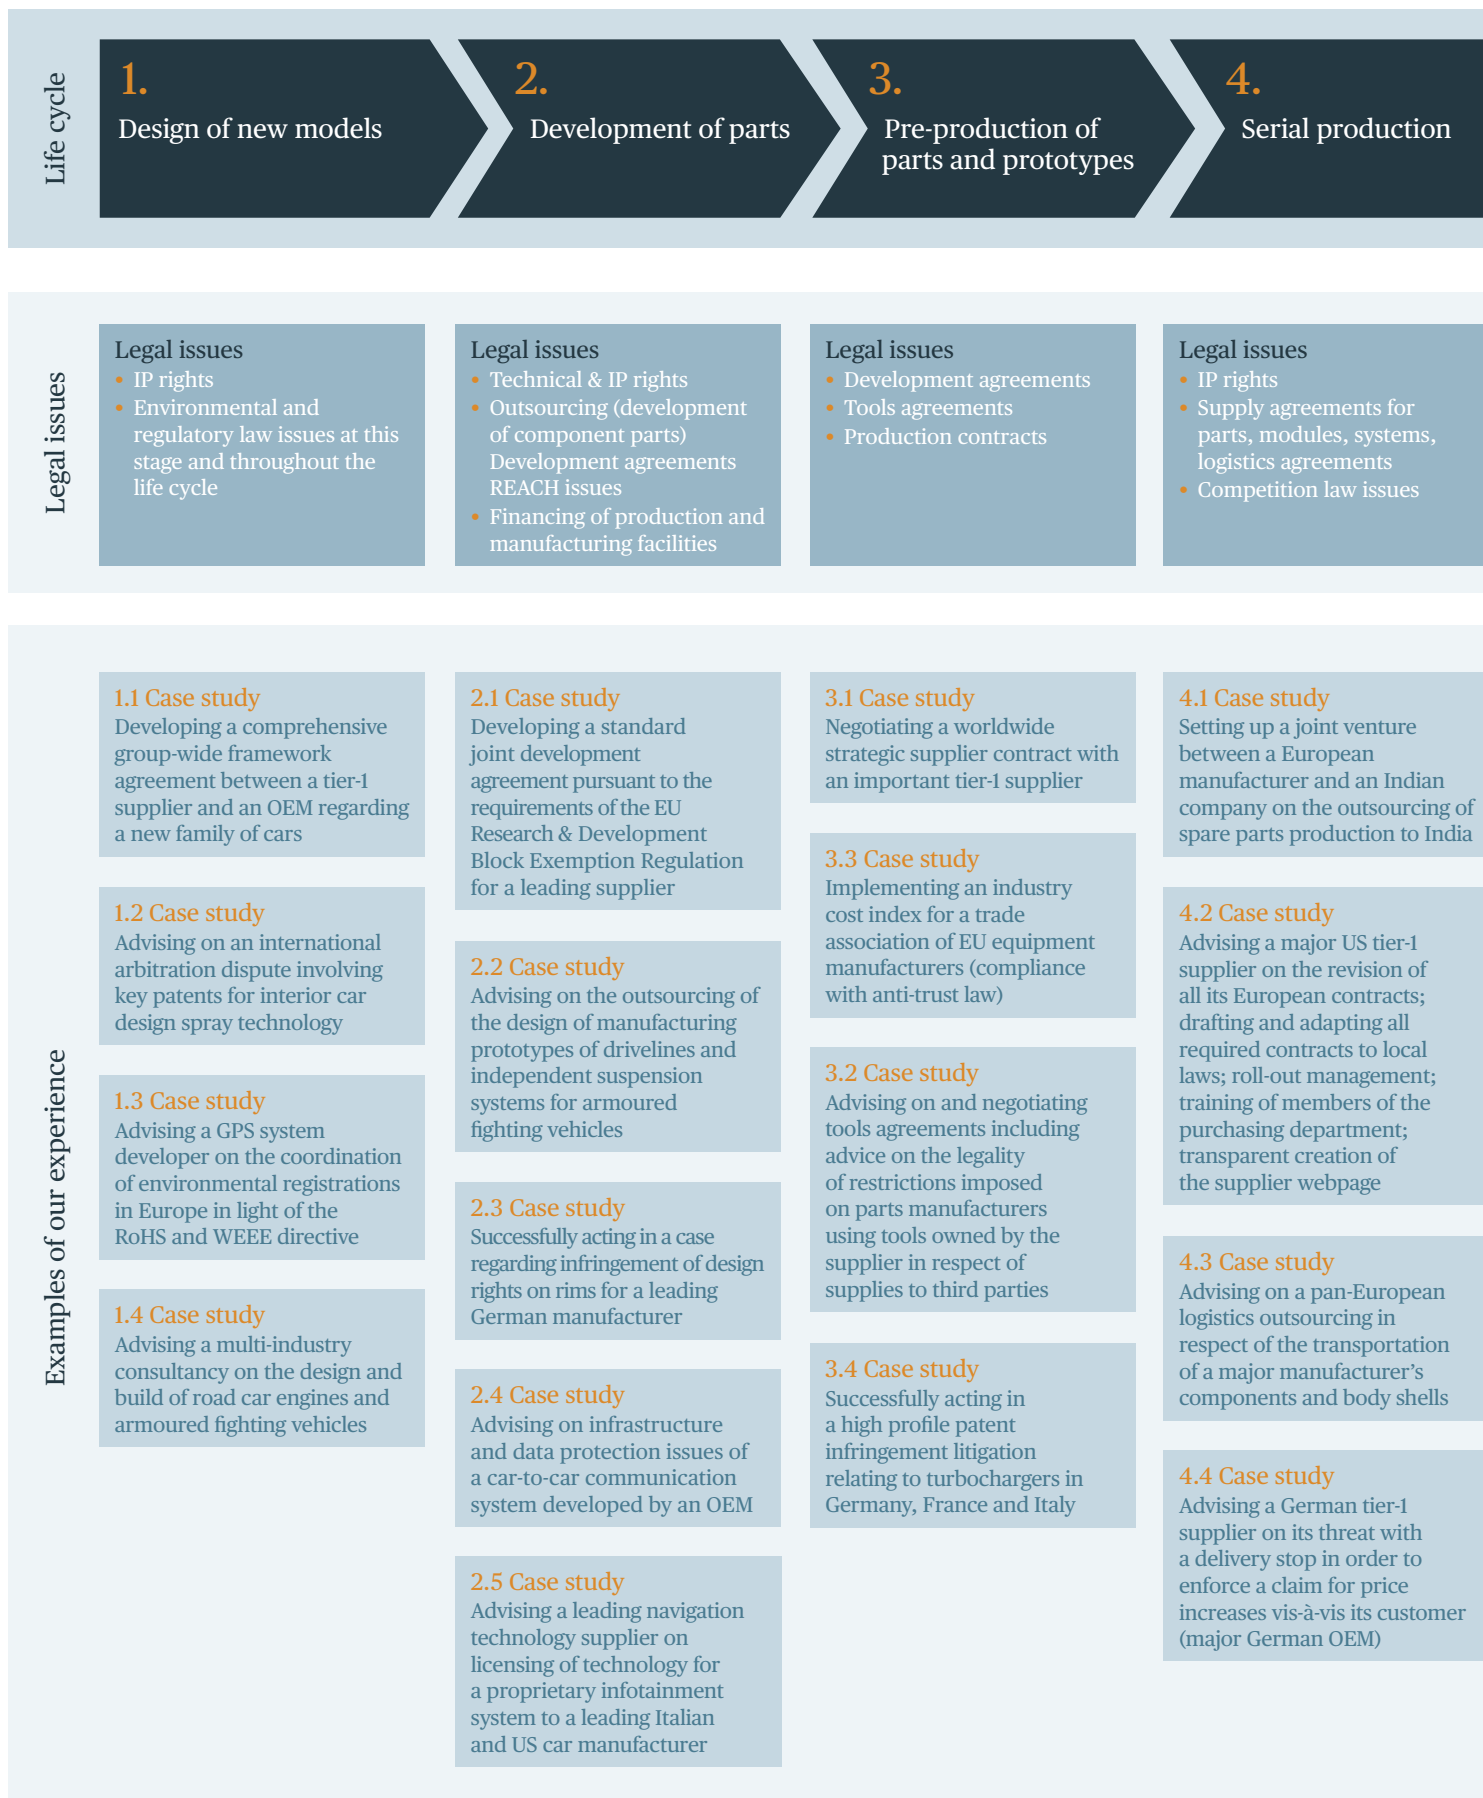 Life cycle
1.
Design of new models
2.
Development of parts
3.
Pre-production of
parts and prototypes
4.
Serial production
Legal issues
Legal issues
• IP rights
• Environmental and
regulatory law issues at this
stage and throughout the
life cycle
Legal issues
• Technical & IP rights
• Outsourcing (development
of component parts)
Development agreements
REACH issues
• Financing of production and
manufacturing facilities
Legal issues
• Development agreements
• Tools agreements
• Production contracts
Legal issues
• IP rights
• Supply agreements for
parts, modules, systems,
logistics agreements
• Competition law issues
Examples of our experience
1.1 Case study
Developing a comprehensive
group-wide framework
agreement between a tier-1
supplier and an OEM regarding
a new family of cars
1.2 Case study
Advising on an international
arbitration dispute involving
key patents for interior car
design spray technology
1.3 Case study
Advising a GPS system
developer on the coordination
of environmental registrations
in Europe in light of the
RoHS and WEEE directive
1.4 Case study
Advising a multi-industry
consultancy on the design and
build of road car engines and
armoured fighting vehicles
2.1 Case study
Developing a standard
joint development
agreement pursuant to the
requirements of the EU
Research & Development
Block Exemption Regulation
for a leading supplier
2.2 Case study
Advising on the outsourcing of
the design of manufacturing
prototypes of drivelines and
independent suspension
systems for armoured
fighting vehicles
2.3 Case study
Successfully acting in a case
regarding infringement of design
rights on rims for a leading
German manufacturer
2.4 Case study
Advising on infrastructure
and data protection issues of
a car-to-car communication
system developed by an OEM
2.5 Case study
Advising a leading navigation
technology supplier on
licensing of technology for
a proprietary infotainment
system to a leading Italian
and US car manufacturer
3.1 Case study
Negotiating a worldwide
strategic supplier contract with
an important tier-1 supplier
3.3 Case study
Implementing an industry
cost index for a trade
association of EU equipment
manufacturers (compliance
with anti-trust law)
3.2 Case study
Advising on and negotiating
tools agreements including
advice on the legality
of restrictions imposed
on parts manufacturers
using tools owned by the
supplier in respect of
supplies to third parties
3.4 Case study
Successfully acting in
a high profile patent
infringement litigation
relating to turbochargers in
Germany, France and Italy
4.1 Case study
Setting up a joint venture
between a European
manufacturer and an Indian
company on the outsourcing of
spare parts production to India
4.2 Case study
Advising a major US tier-1
supplier on the revision of
all its European contracts;
drafting and adapting all
required contracts to local
laws; roll-out management;
training of members of the
purchasing department;
transparent creation of
the supplier webpage
4.3 Case study
Advising on a pan-European
logistics outsourcing in
respect of the transportation
of a major manufacturer’s
components and body shells
4.4 Case study
Advising a German tier-1
supplier on its threat with
a delivery stop in order to
enforce a claim for price
increases vis-à-vis its customer
(major German OEM)